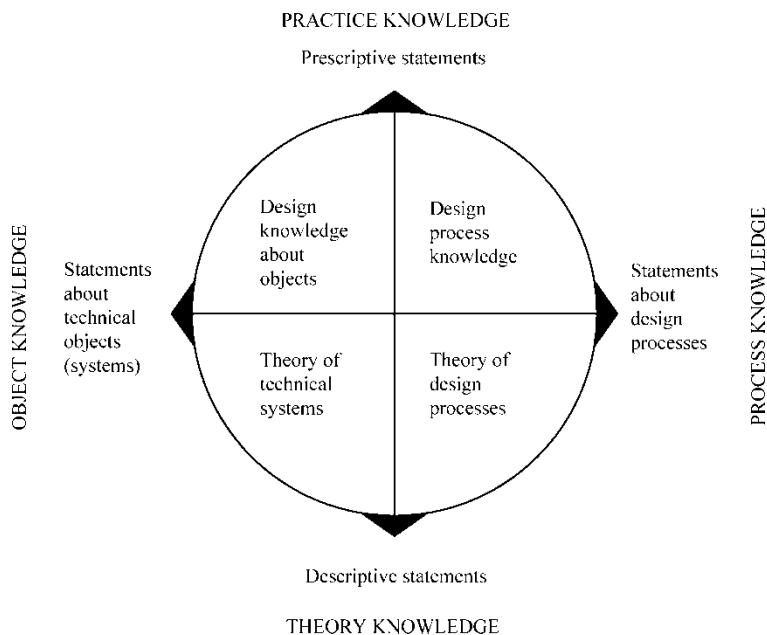 PRACTICE KNOWLEDGE
Prescriptive statements
Design
knowledge
about
objects
Design
process
knowledge
OBJECT KNOWLEDGE
Statements
about
technical
objects
(systems)
Statements
about
design
processes
PROCESS KNOWLEDGE
Theory of
technical
systems
Theory of
design
processes
Descriptive statements
THEORY KNOWLEDGE